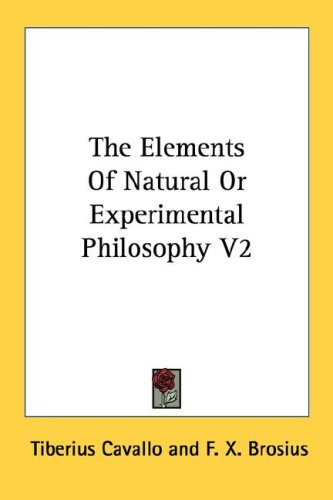 The Elements
Of Natural Or
Experimental
Philosophy V2
Tiberius Cavallo and F. X. Brosius